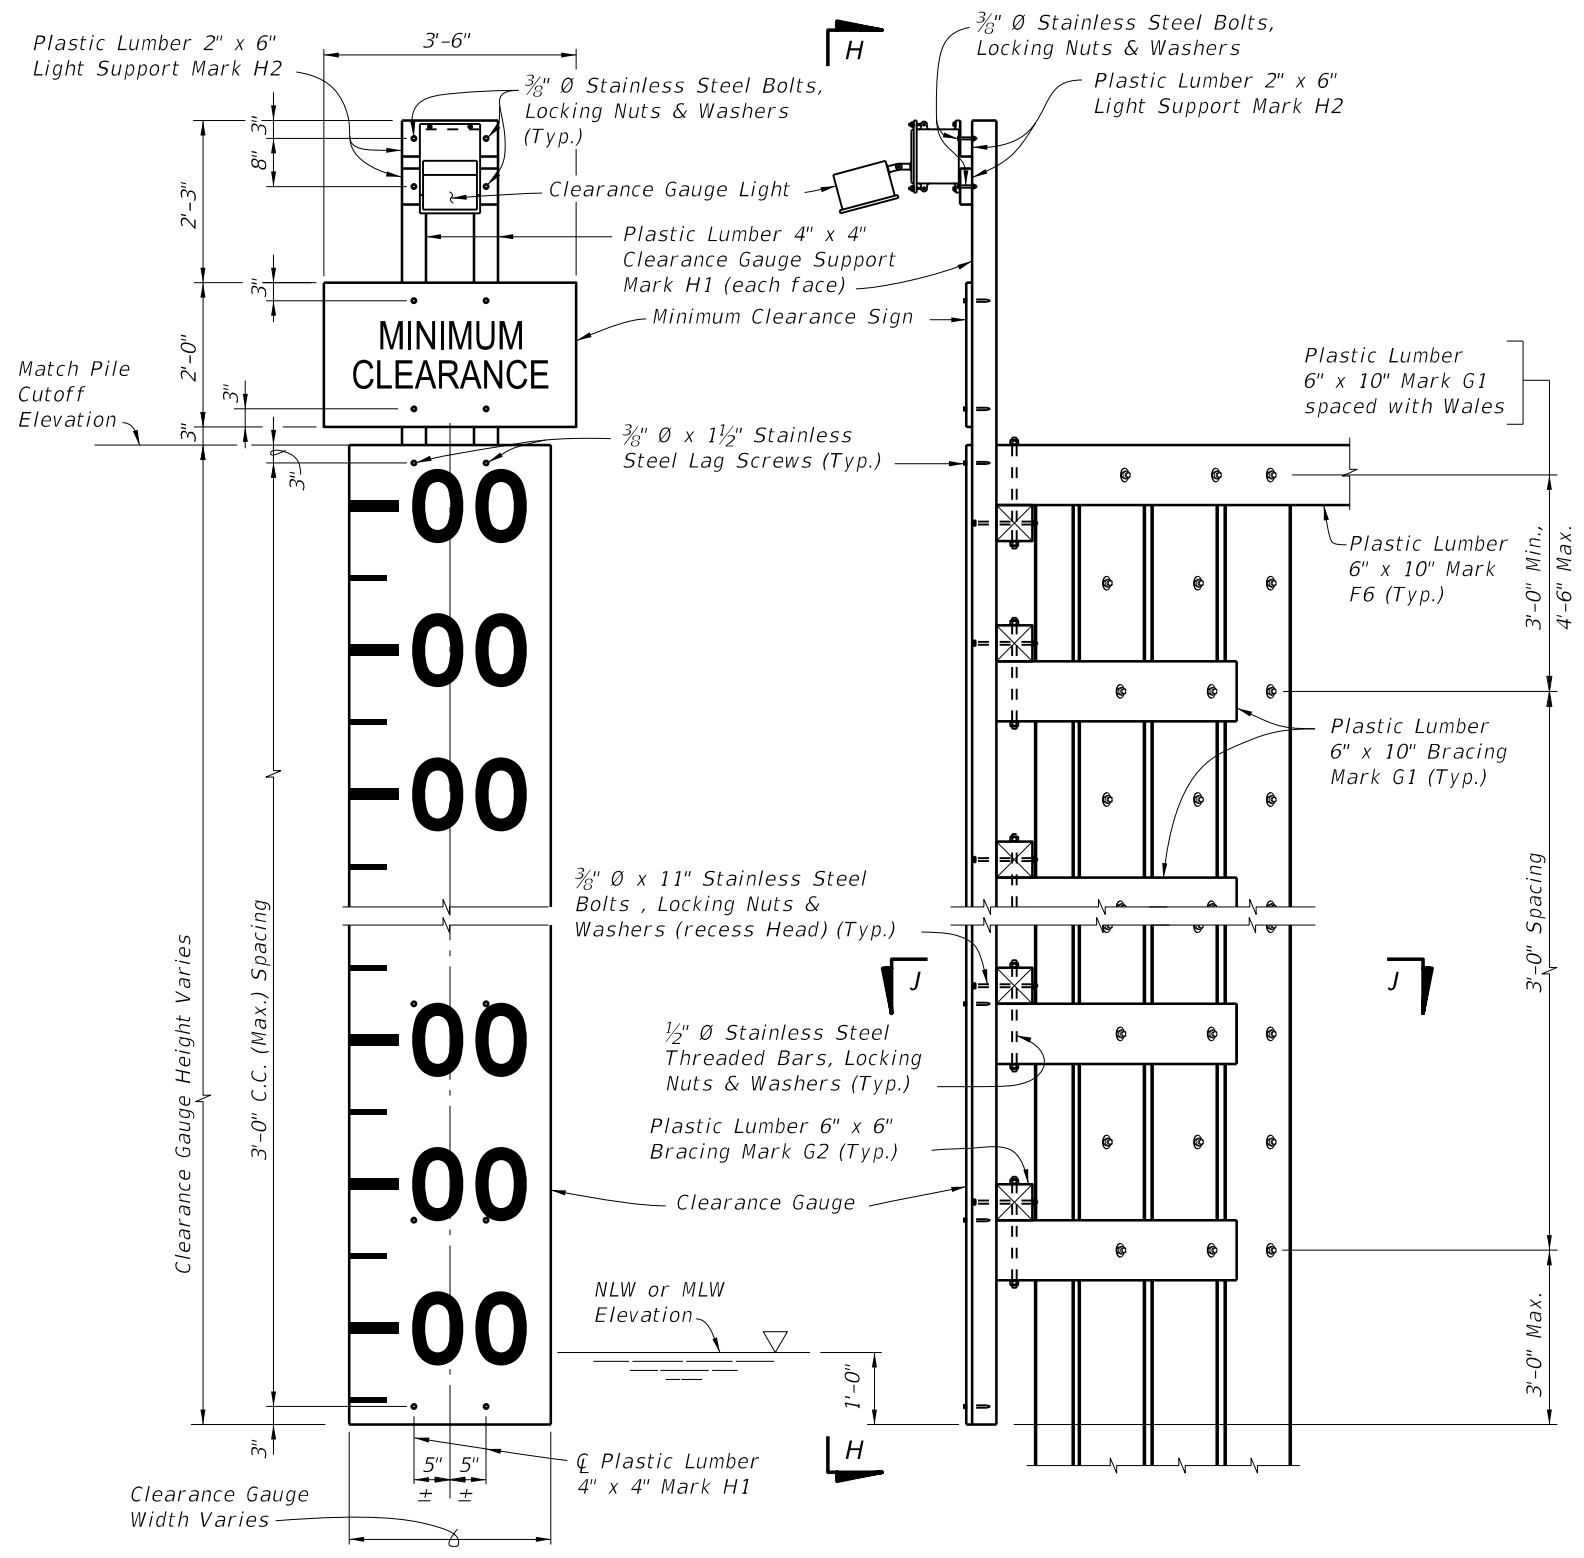 Plastic Lumber 2" x 6"
Light Support Mark H2
3'-6"
⅜" Ø Stainless Steel Bolts,
Locking Nuts & Washers
(Typ.)
H
⅜" Ø Stainless Steel Bolts,
Locking Nuts & Washers
Plastic Lumber 2" x 6"
Light Support Mark H2
3"
8"
2'-3"
Clearance Gauge Light
Plastic Lumber 4" x 4"
Clearance Gauge Support
Mark H1 (each face)
3"
Minimum Clearance Sign
MINIMUM
CLEARANCE
2'-0"
3"
3"
Match Pile
Cutoff
Elevation
Plastic Lumber
6" x 10" Mark G1
spaced with Wales
⅜" Ø x 1½" Stainless
Steel Lag Screws (Typ.)
3"
00
00
00
Plastic Lumber
6" x 10" Mark
F6 (Typ.)
3'-0" Min.,
4'-6" Max.
Plastic Lumber
6" x 10" Bracing
Mark G1 (Typ.)
⅜" Ø x 11" Stainless Steel
Bolts , Locking Nuts &
Washers (recess Head) (Typ.)
3'-0" Spacing
Clearance Gauge Height Varies
3'-0" C.C. (Max.) Spacing
J
J
00
00
00
½" Ø Stainless Steel
Threaded Bars, Locking
Nuts & Washers (Typ.)
Plastic Lumber 6" x 6"
Bracing Mark G2 (Typ.)
Clearance Gauge
NLW or MLW
Elevation
1'-0"
3'-0" Max.
3"
H
5"
5"
±
±
℄ Plastic Lumber
4" x 4" Mark H1
Clearance Gauge
Width Varies